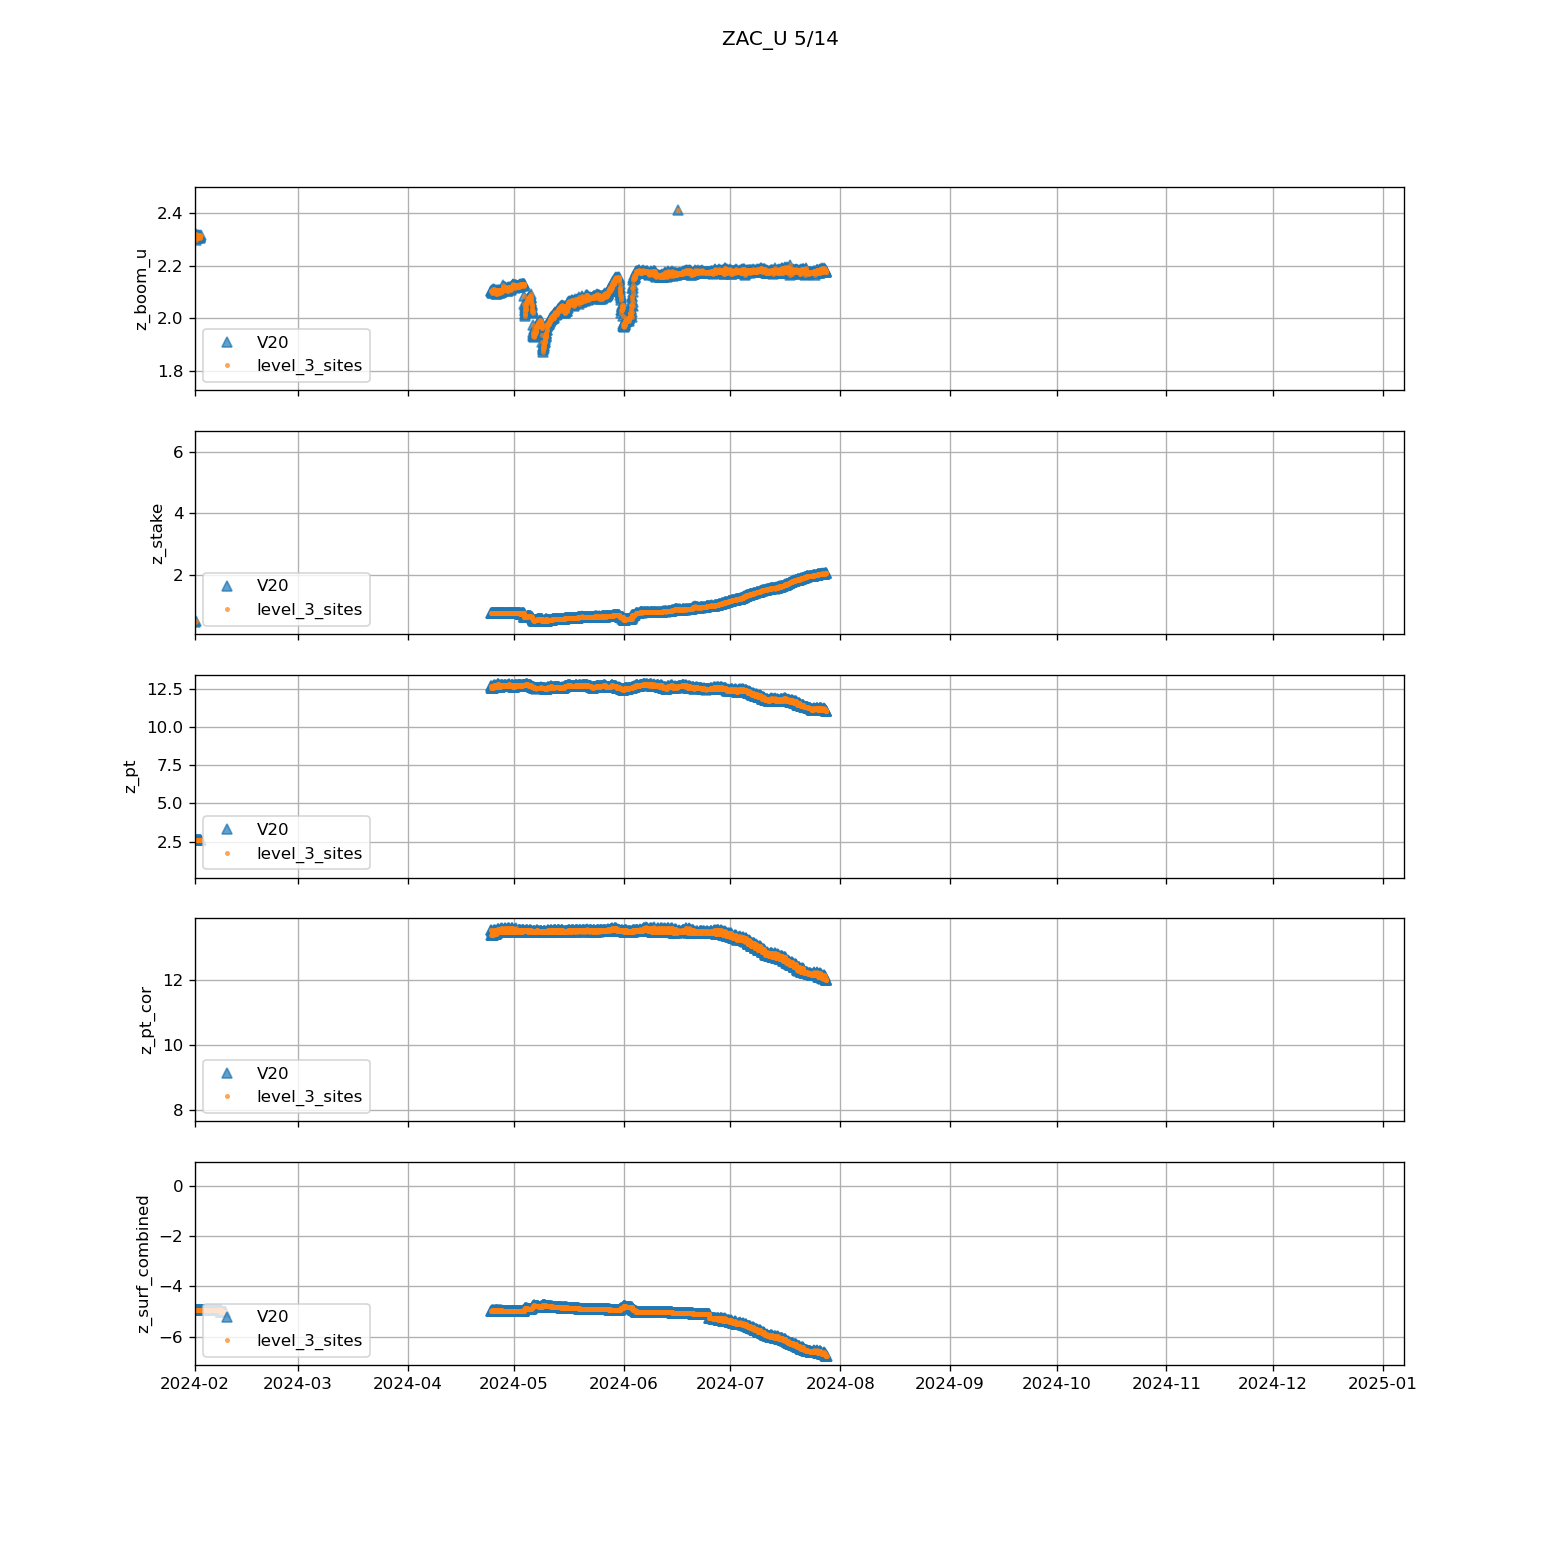 ZAC_U 5/14
2.4
2.2
2.0
1.8
z_boom_u
V20
level_3_sites
6
4
2
z_stake
V20
level_3_sites
12.5
10.0
7.5
5.0
2.5
z_pt
V20
level_3_sites
12
10
8
z_pt_cor
V20
level_3_sites
0
−2
−4
−6
z_surf_combined
V20
level_3_sites
2024-02 2024-03 2024-04 2024-05 2024-06 2024-07 2024-08 2024-09 2024-10 2024-11 2024-12 2025-01